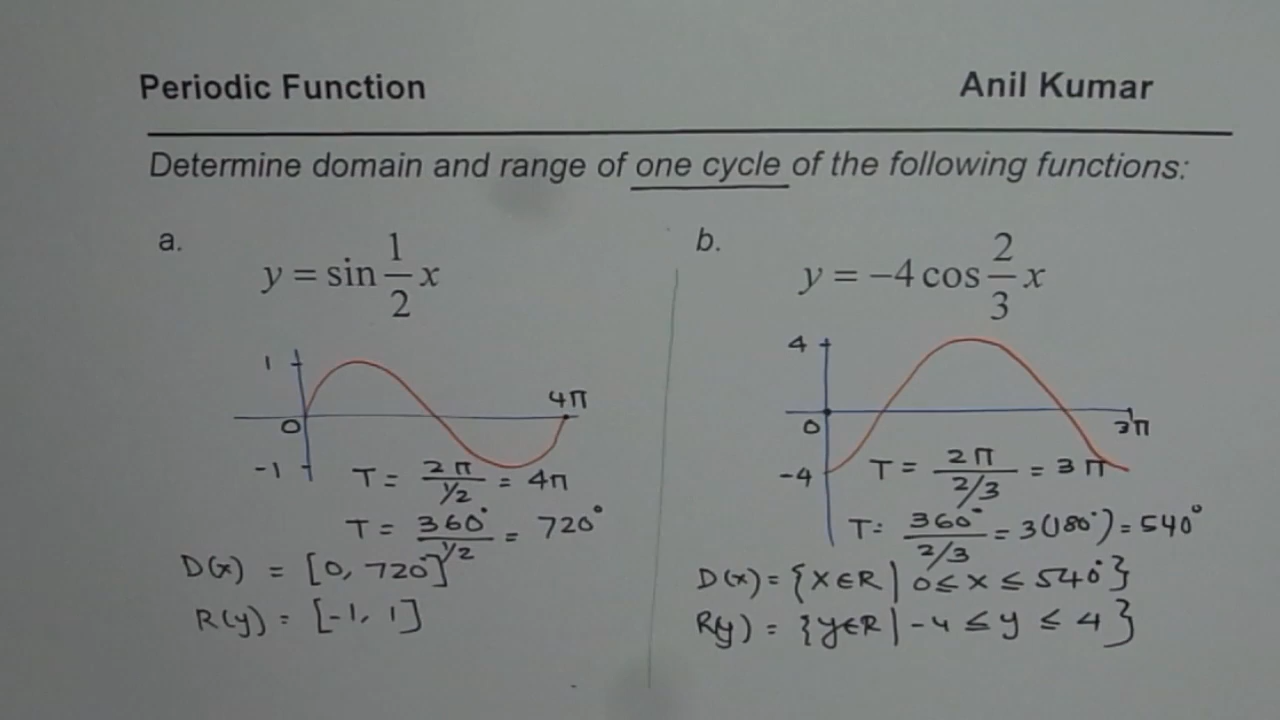 Periodic Function Anil Kumar
Determine domain and range of one cycle of the following functions:
a.
y = sin 1/2 x
1
0
-1
4π
T = 2π / ½ = 4π
T = 360° / ½ = 720°
D(x) = [0, 720°]
R(y) = [-1, 1]
b.
y = −4 cos 2/3 x
4
0
-4
3π
T = 2π / 2/3 = 3π
T = 360° / 2/3 = 3(180°) = 540°
D(x) = {X∈R | 0 ≤ x ≤ 540°}
R(y) = {y∈R | -4 ≤ y ≤ 4}